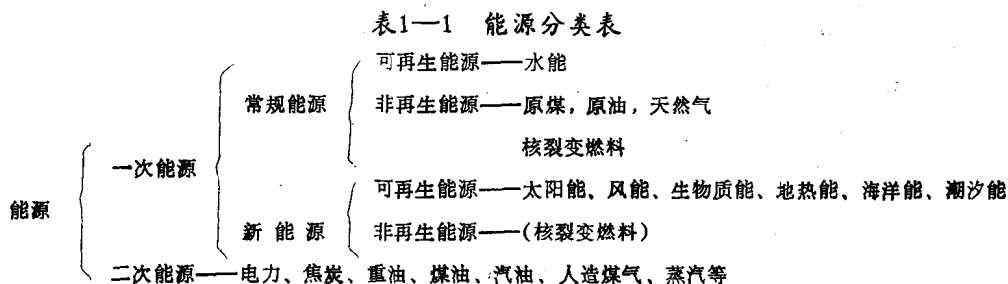 表1—1 能源分类表
可再生能源——水能
常规能源
非再生能源——原煤，原油，天然气
核裂变燃料
一次能源
可再生能源——太阳能、风能、生物质能、地热能、海洋能、潮汐能
能源
新能源
非再生能源——(核裂变燃料)
二次能源——电力、焦炭、重油、煤油、汽油、人造煤气、蒸汽等